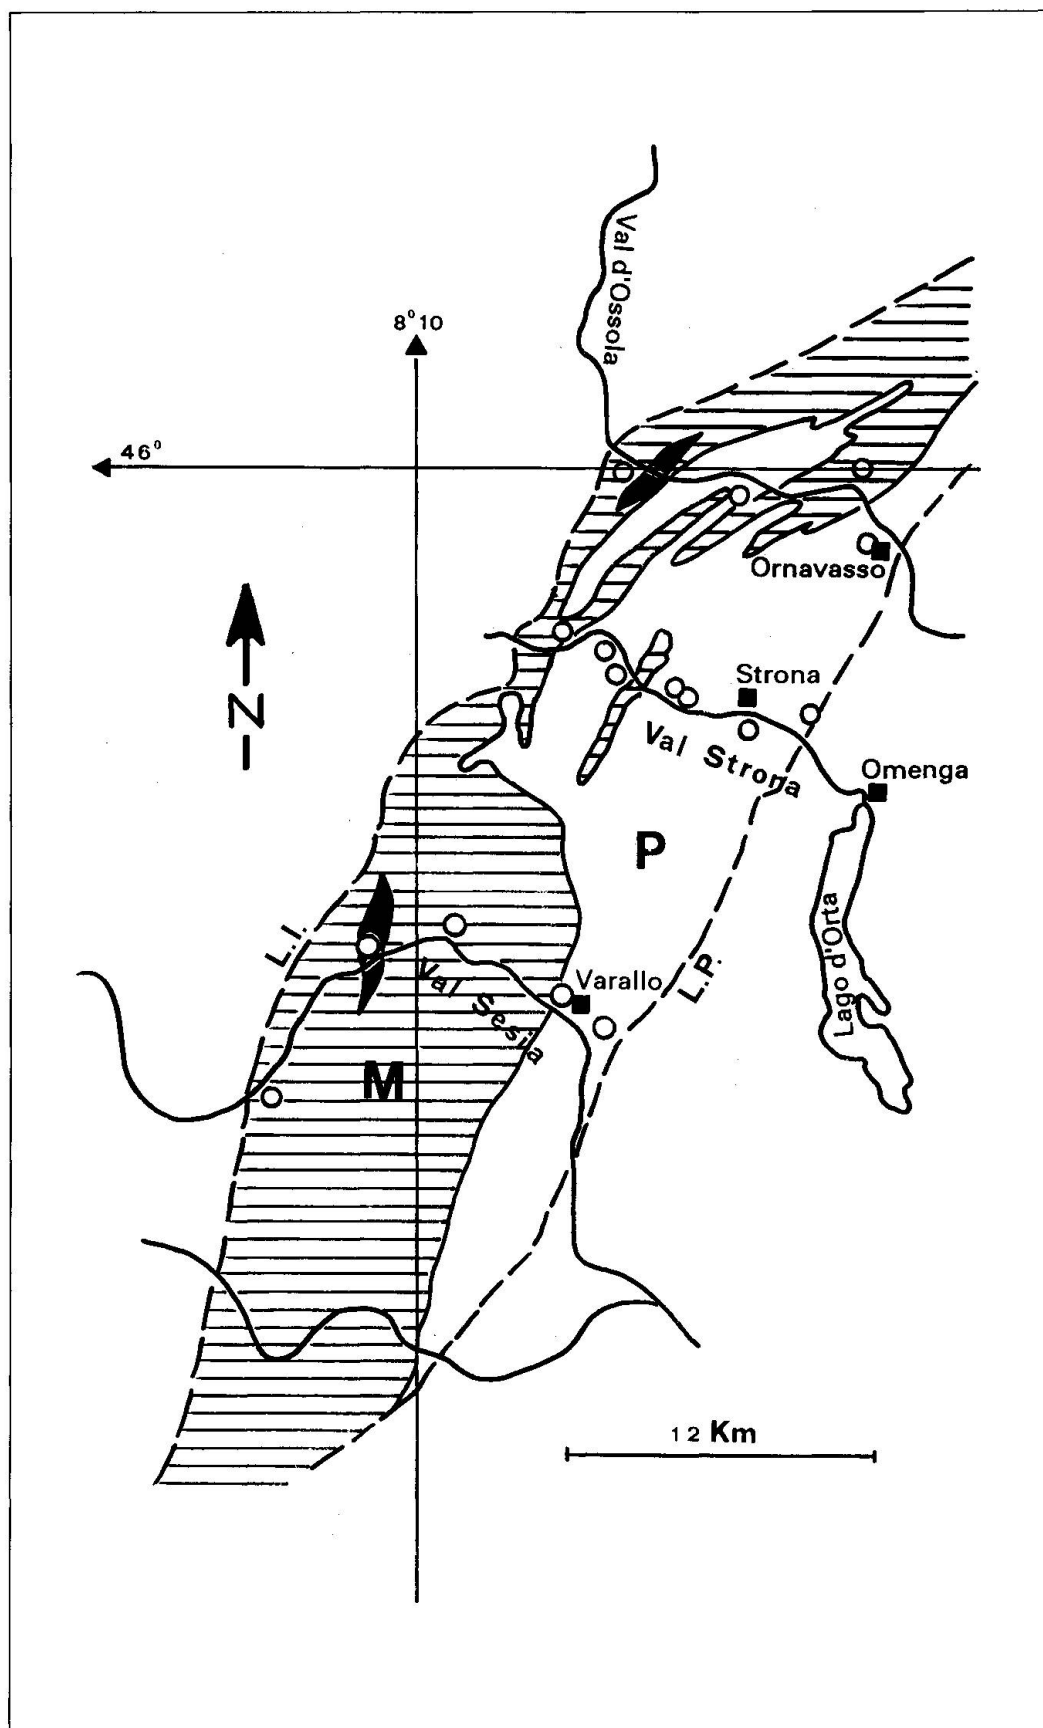 Val d'Ossola
8°10
46°
Ornavasso
N
Strona
Val Strona
Omenga
P
L.I.
Val Sesia
Varallo
L.P.
Lago d'Orta
M
12 Km